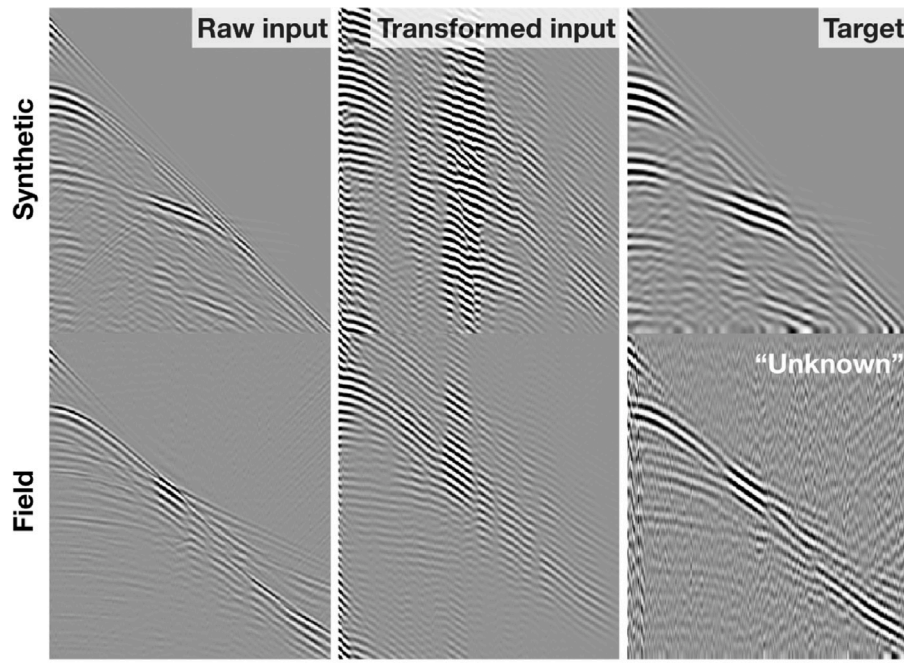 Raw input
Transformed input
Target
Synthetic
"Unknown"
Field